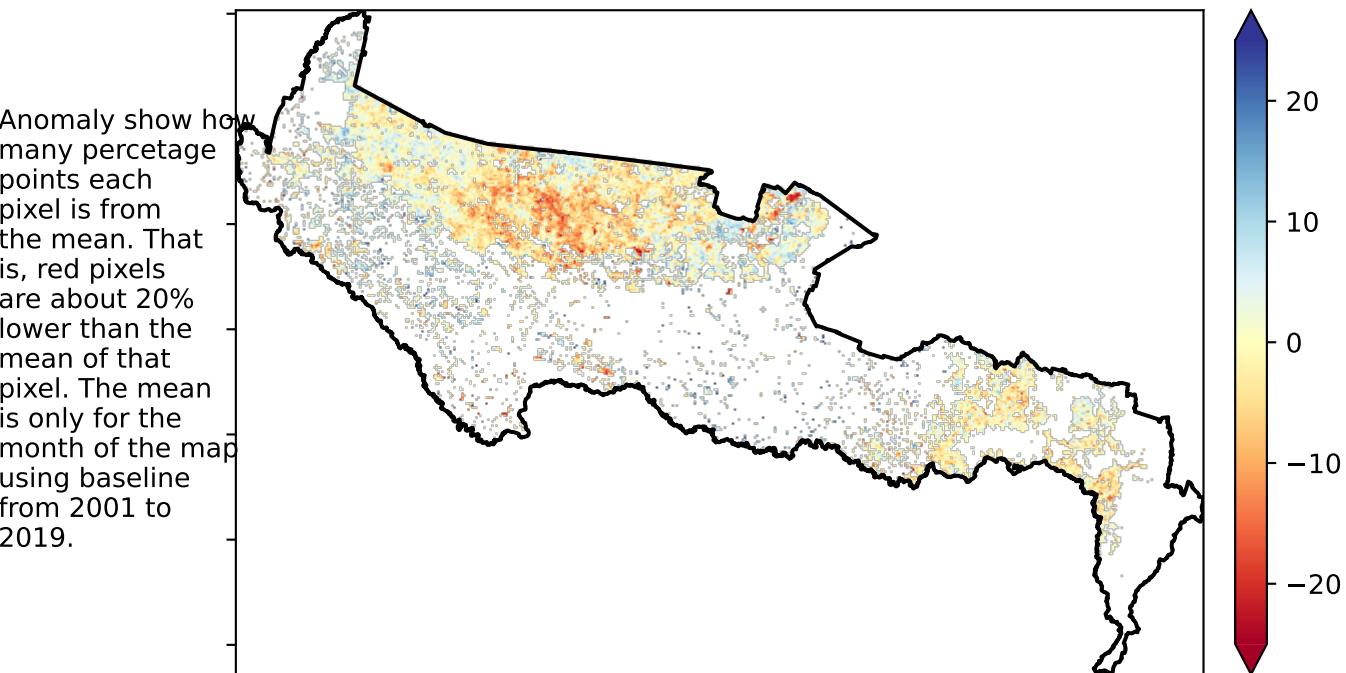 Anomaly show how
many percetage
points each
pixel is from
the mean. That
is, red pixels
are about 20%
lower than the
mean of that
pixel. The mean
is only for the
month of the map
using baseline
from 2001 to
2019.
20
10
0
−10
−20